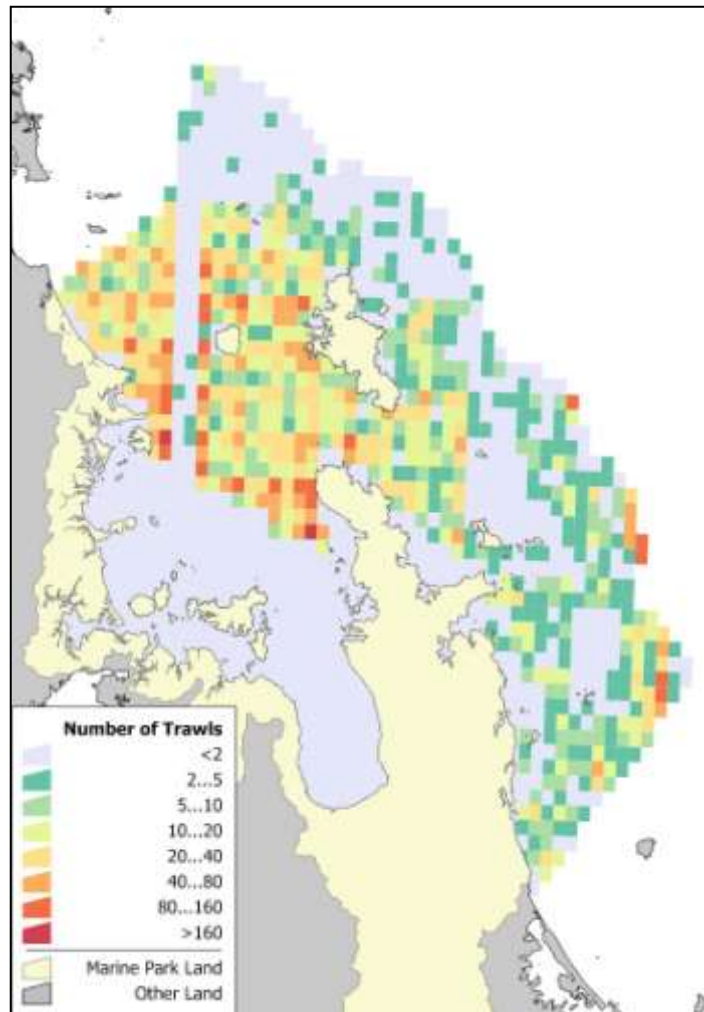 Number of Trawls
<2
2...5
5...10
10...20
20...40
40...80
80...160
>160
Marine Park Land
Other Land